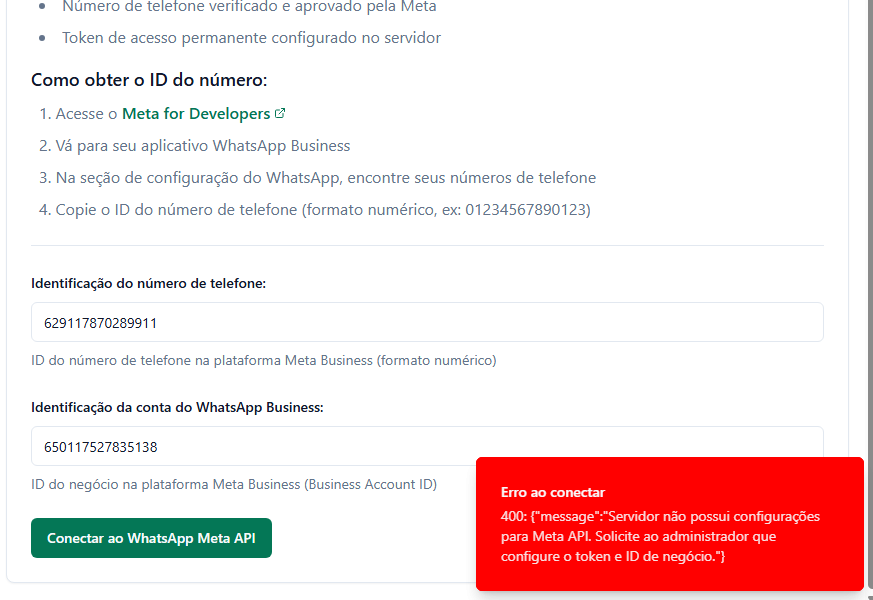 • Número de telefone verificado e aprovado pela Meta
• Token de acesso permanente configurado no servidor
Como obter o ID do número:
1. Acesse o Meta for Developers
2. Vá para seu aplicativo WhatsApp Business
3. Na seção de configuração do WhatsApp, encontre seus números de telefone
4. Copie o ID do número de telefone (formato numérico, ex: 01234567890123)
Identificação do número de telefone:
629117870289911
ID do número de telefone na plataforma Meta Business (formato numérico)
Identificação da conta do WhatsApp Business:
650117527835138
ID do negócio na plataforma Meta Business (Business Account ID)
Conectar ao WhatsApp Meta API
Erro ao conectar
400: {"message":"Servidor não possui configurações
para Meta API. Solicite ao administrador que
configure o token e ID de negócio."}